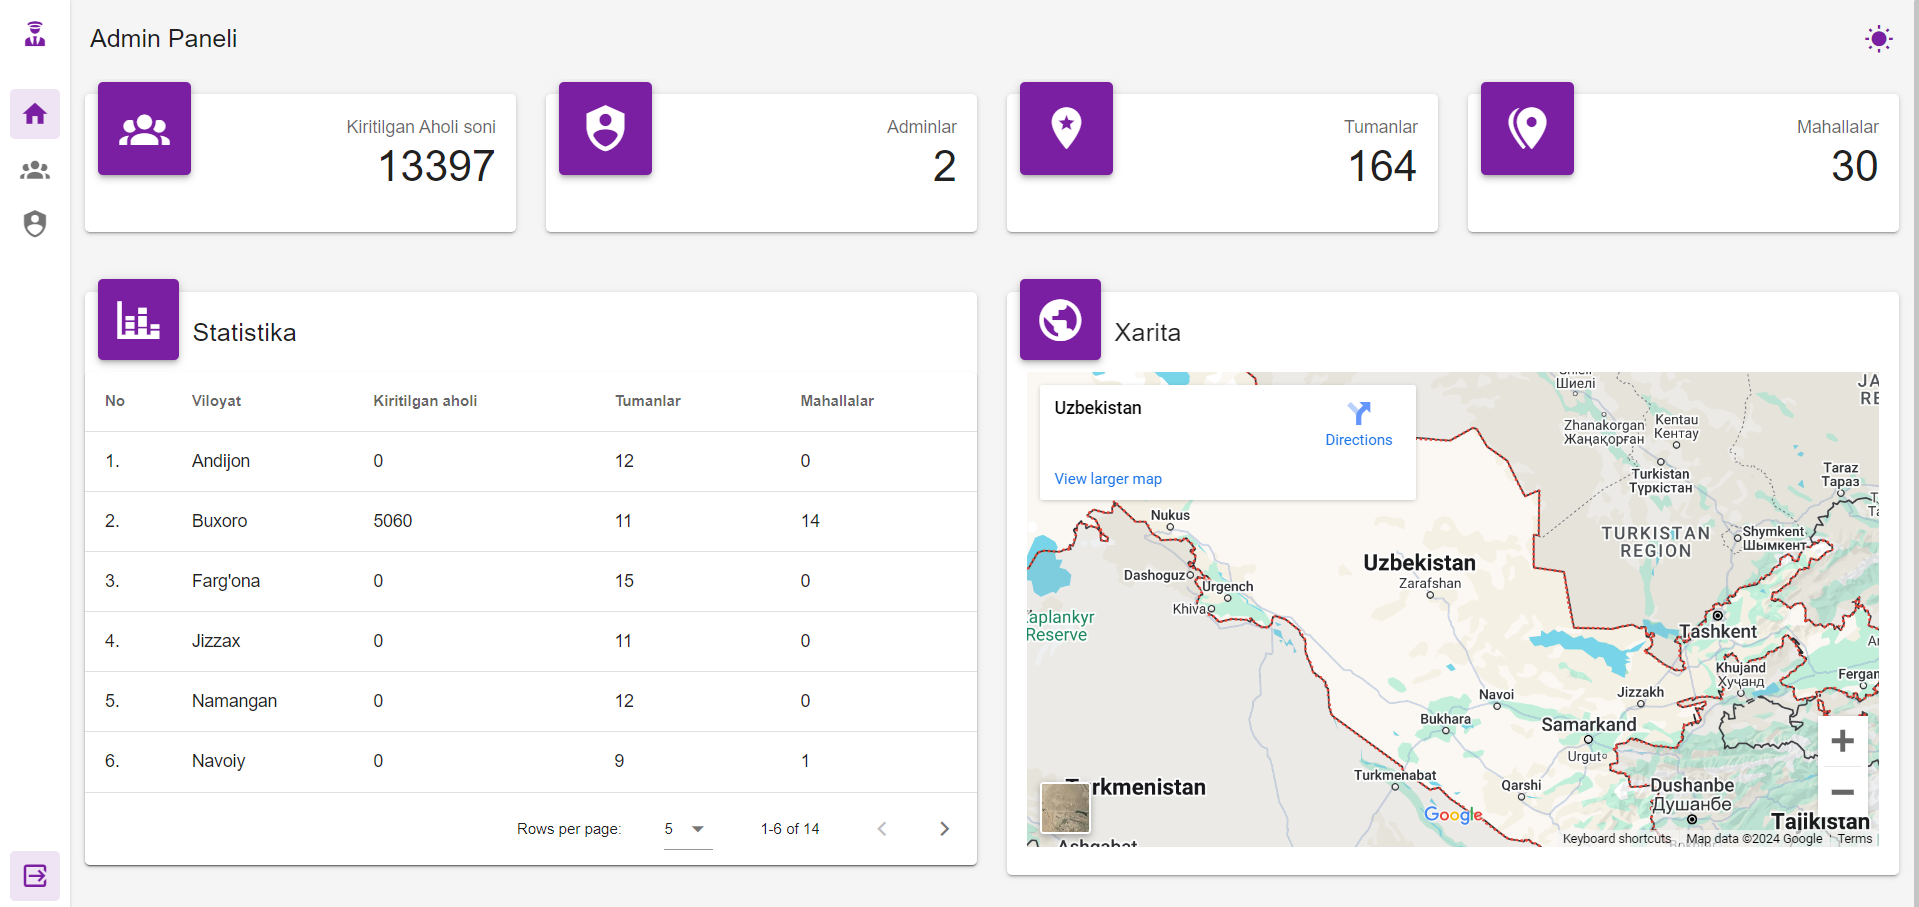 Admin Paneli
Kiritilgan Aholi soni
13397
Adminlar
2
Tumanlar
164
Mahallalar
30
Statistika
No Viloyat Kiritilgan aholi Tumanlar Mahallalar
1. Andijon 0 12 0
2. Buxoro 5060 11 14
3. Farg'ona 0 15 0
4. Jizzax 0 11 0
5. Namangan 0 12 0
6. Navoiy 0 9 1
Rows per page: 5 1-6 of 14
Xarita
Uzbekistan
Directions
View larger map
Шиелі
Zhanakorgan
Жаңақорған
Kentau
Кентау
Turkistan
Түркістан
Taraz
Тараз
TURKISTAN
REGION
Shymkent
Шымкент
Nukus
Dashoguz
Urgench
Khiva
Uzbekistan
Zarafshan
Reserve
Tashkent
Khujand
Хуҷанд
Jizzakh
Navoi
Bukhara
Samarkand
Urgut
Turkmenabat
Qarshi
Dushanbe
Душанбе
Turkmenistan
Tajikistan
Ashgabat
Google
Keyboard shortcuts Map data ©2024 Google Terms